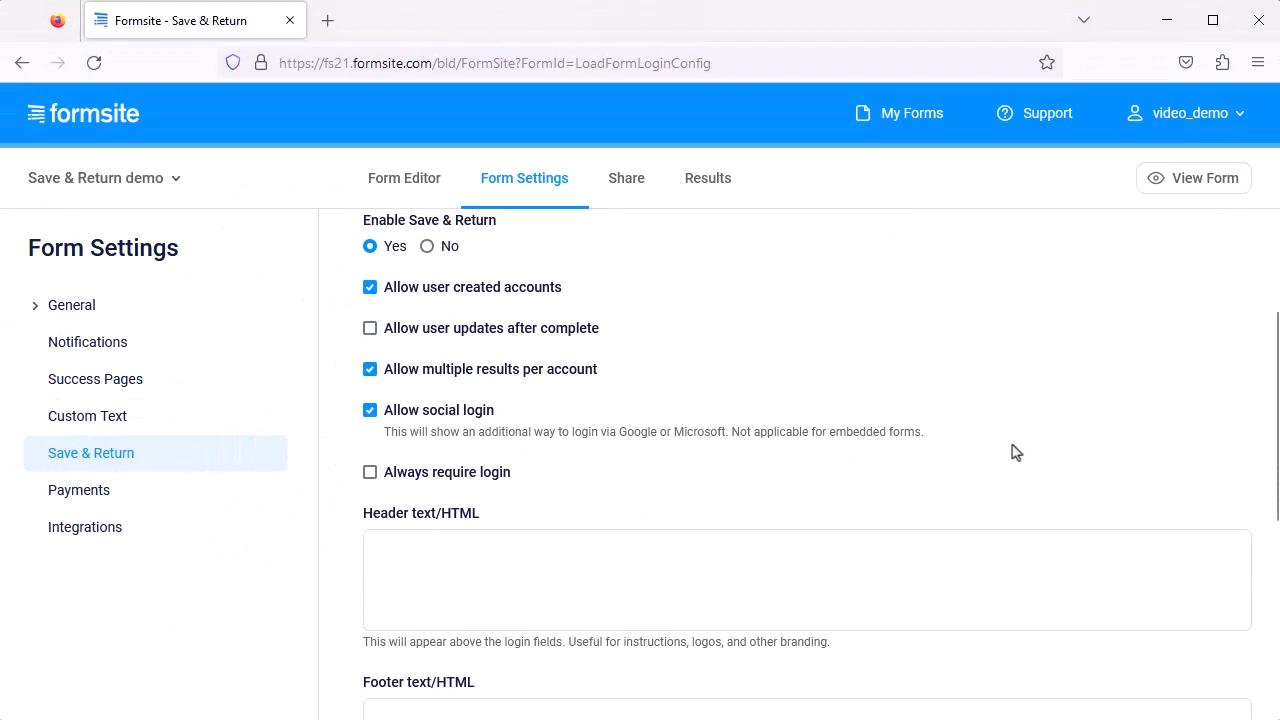 Formsite - Save & Return
https://fs21.formsite.com/bld/FormSite?FormId=LoadFormLoginConfig
formsite
My Forms
Support
video_demo
Save & Return demo
Form Editor
Form Settings
Share
Results
View Form
Form Settings
General
Notifications
Success Pages
Custom Text
Save & Return
Payments
Integrations
Enable Save & Return
Yes
No
Allow user created accounts
Allow user updates after complete
Allow multiple results per account
Allow social login
This will show an additional way to login via Google or Microsoft. Not applicable for embedded forms.
Always require login
Header text/HTML
This will appear above the login fields. Useful for instructions, logos, and other branding.
Footer text/HTML